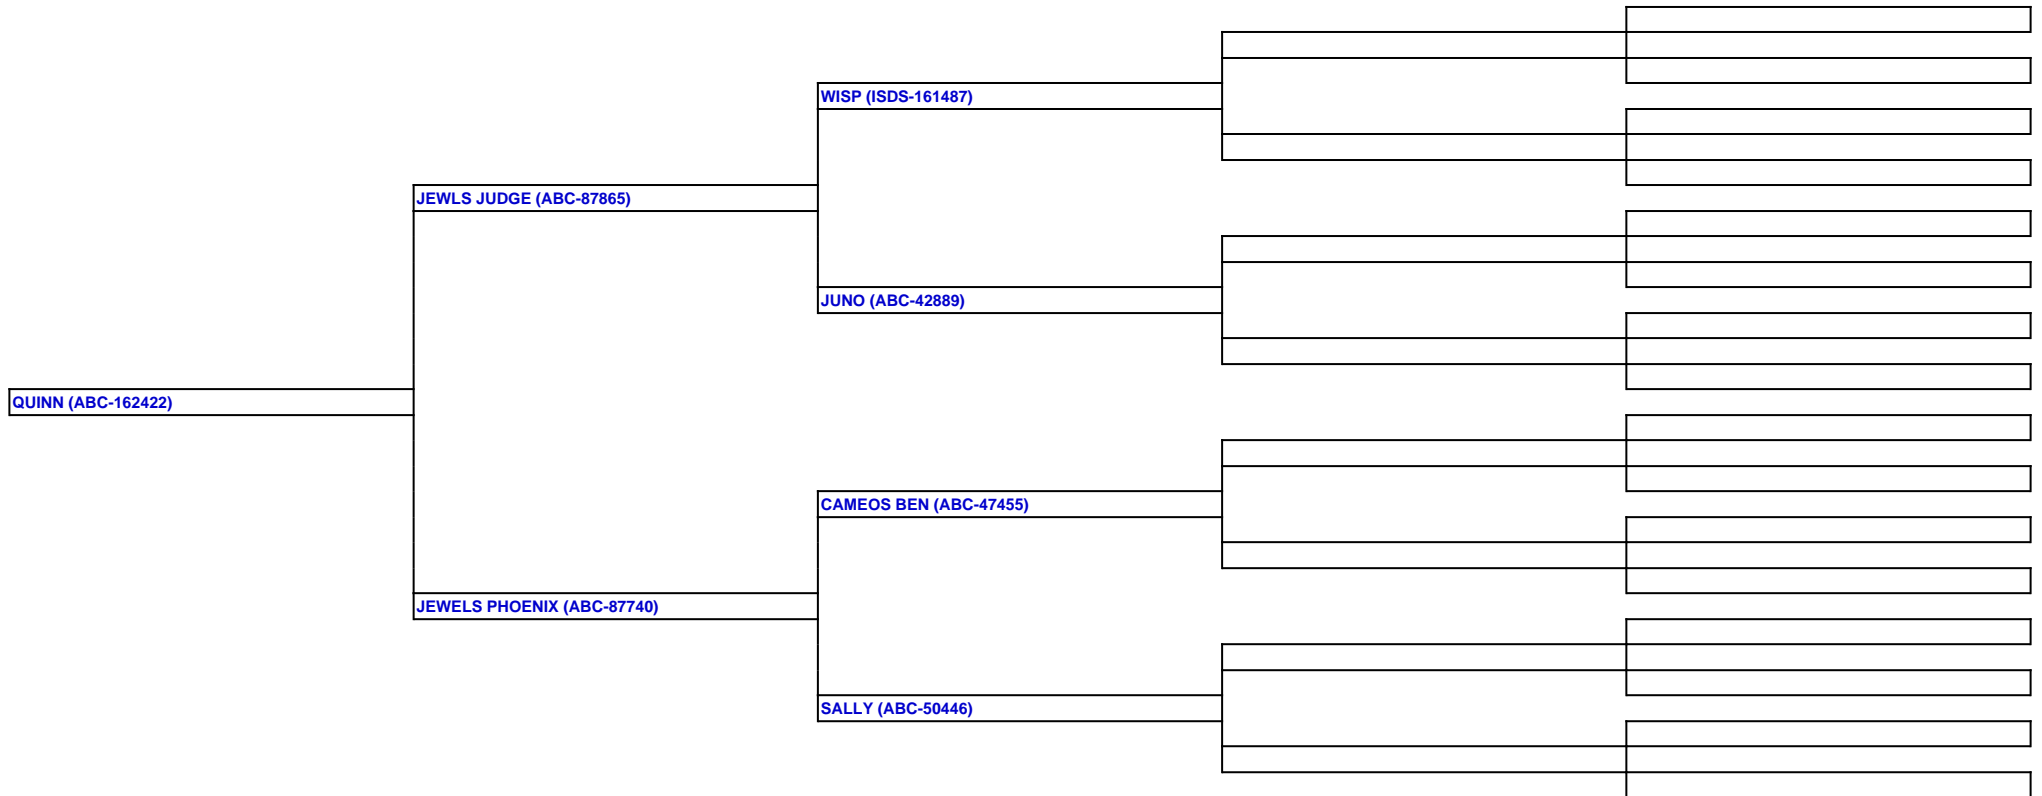 WISP (ISDS-161487)
JEWLS JUDGE (ABC-87865)
JUNO (ABC-42889)
QUINN (ABC-162422)
CAMEOS BEN (ABC-47455)
JEWELS PHOENIX (ABC-87740)
SALLY (ABC-50446)